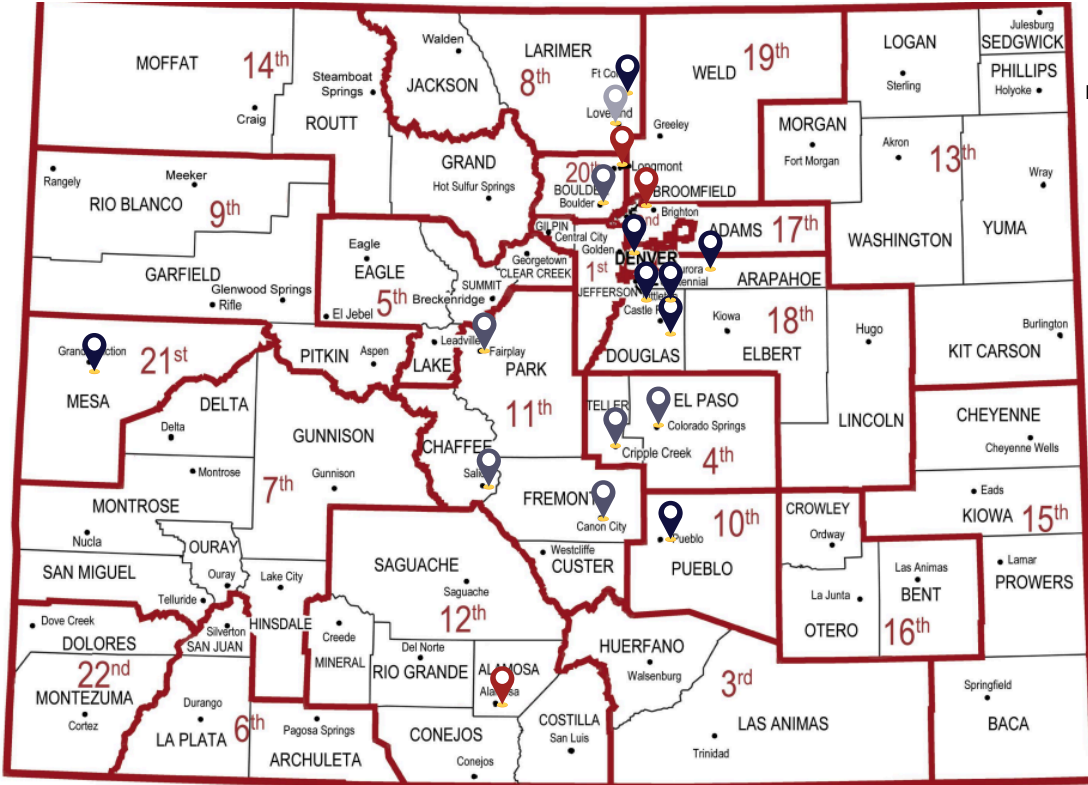 MOFFAT
14th
Craig
Steamboat
Springs
ROUTT
Walden
JACKSON
LARIMER
8th
Ft Co
Loveland
WELD
19th
Greeley
LOGAN
Sterling
Julesburg
SEDGWICK
PHILLIPS
Holyoke
MORGAN
Fort Morgan
Akron
13th
Wray
WASHINGTON
YUMA
Rangely
Meeker
RIO BLANCO
9th
GARFIELD
Glenwood Springs
Rifle
GRAND
Hot Sulfur Springs
20th
Longmont
BOULDER
Boulder
BROOMFIELD
Brighton
nd
ADAMS
17th
GILPIN
Central City
Golden
DENVER
Georgetown
CLEAR CREEK
1st
JEFFERSON
ARAPAHOE
Eagle
EAGLE
5th
El Jebel
SUMMIT
Breckenridge
Castle
Kiowa
18th
DOUGLAS
ELBERT
Hugo
LINCOLN
Burlington
KIT CARSON
21st
MESA
PITKIN
Aspen
Leadville
LAKE
Fairplay
PARK
11th
DELTA
Delta
GUNNISON
Gunnison
7th
Montrose
MONTROSE
Nucla
CHAFFEE
TELLER
Cripple Creek
EL PASO
Colorado Springs
4th
CHEYENNE
Cheyenne Wells
FREMONT
Canon City
Westcliffe
CUSTER
10th
Pueblo
PUEBLO
CROWLEY
Ordway
Eads
KIOWA
15th
OURAY
Ouray
SAN MIGUEL
Telluride
Lake City
HINSDALE
SAGUACHE
Saguache
12th
Las Animas
BENT
La Junta
OTERO
16th
Lamar
PROWERS
Dove Creek
DOLORES
Silverton
SAN JUAN
Creede
MINERAL
Del Norte
RIO GRANDE
ALAMOSA
HUERFANO
Walsenburg
3rd
22nd
MONTEZUMA
Cortez
Durango
LA PLATA
6th
Pagosa Springs
ARCHULETA
CONEJOS
Conejos
COSTILLA
San Luis
LAS ANIMAS
Trinidad
Springfield
BACA